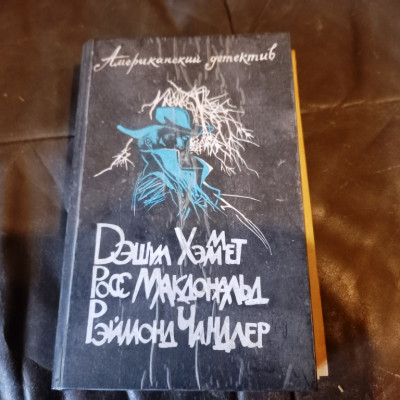 Американский детектив
Дэшил Хэммет
Росс Макдональд
Рэймонд Чандлер